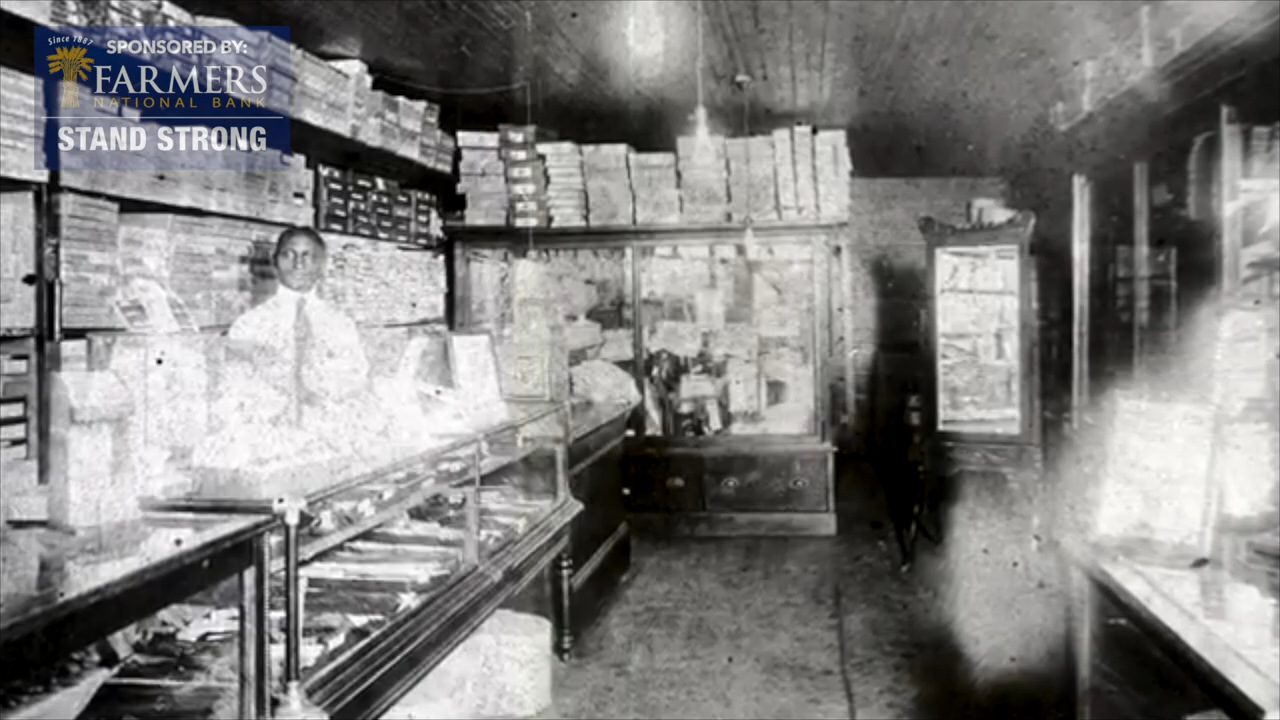 Since 1887
SPONSORED BY:
FARMERS
NATIONAL BANK
STAND STRONG